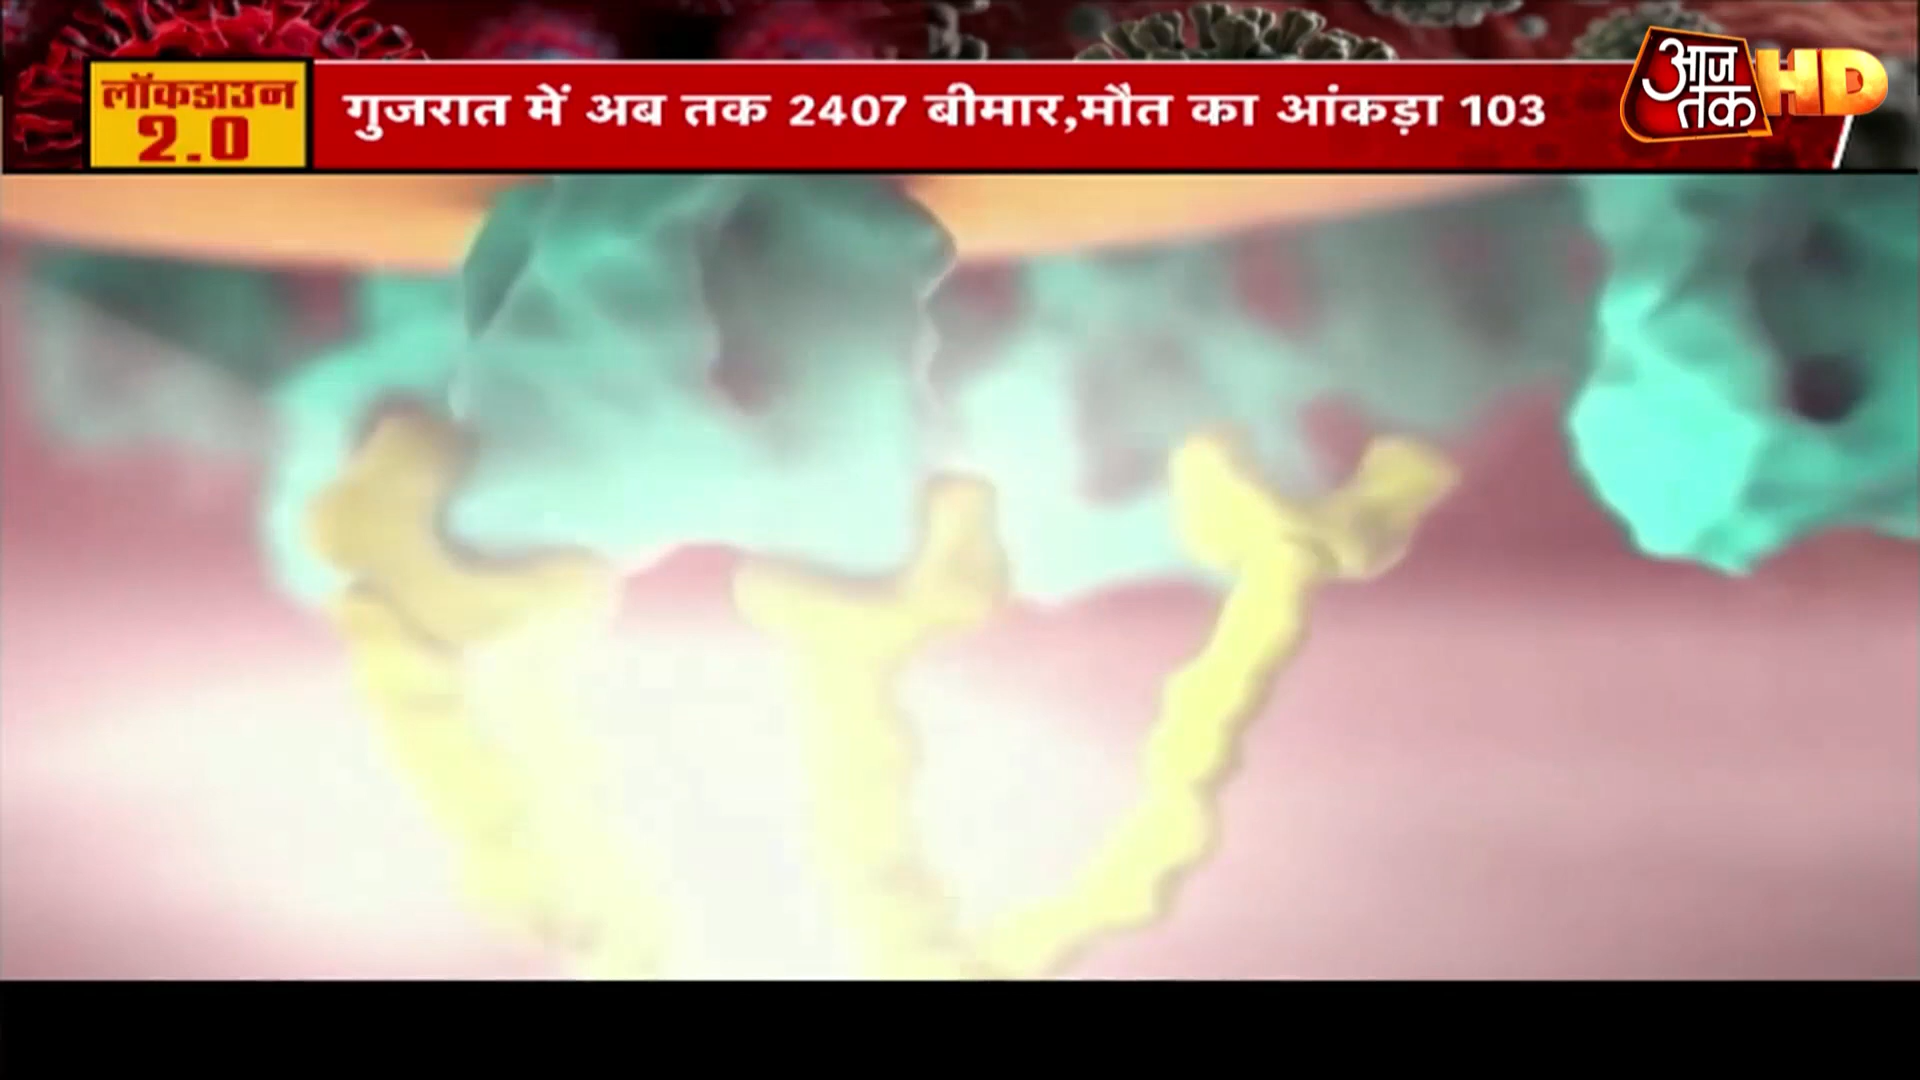 लॉकडाउन
2.0
गुजरात में अब तक 2407 बीमार,मौत का आंकड़ा 103
आज
तक HD